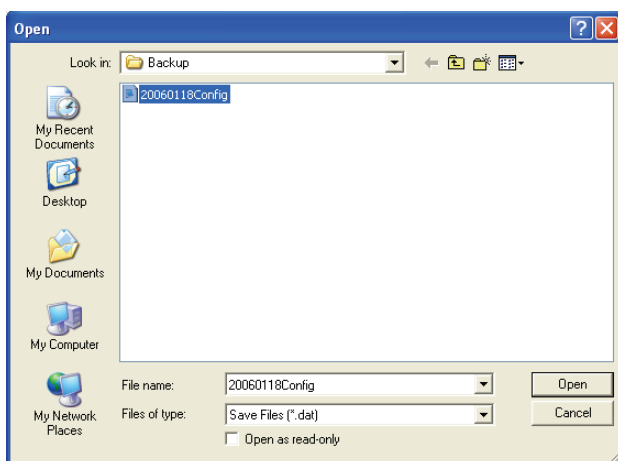 Open
Look in: Backup
20060118Config
My Recent
Documents
Desktop
My Documents
My Computer
My Network
Places
File name: 20060118Config Open
Files of type: Save Files (*.dat) Cancel
Open as read-only